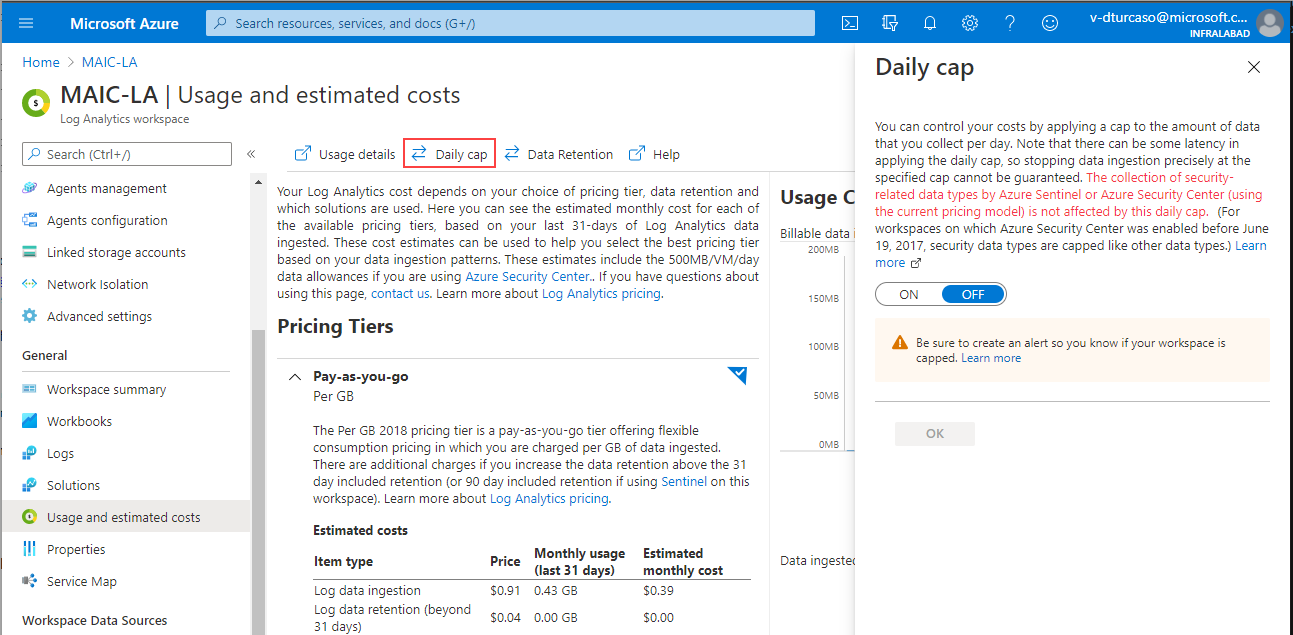 Microsoft Azure
Search resources, services, and docs (G+/)
v-dturcaso@microsoft.c...
INFRALABAD
Home > MAIC-LA
MAIC-LA | Usage and estimated costs
Log Analytics workspace
Search (Ctrl+/)
«
Agents management
Agents configuration
Linked storage accounts
Network Isolation
Advanced settings
General
Workspace summary
Workbooks
Logs
Solutions
Usage and estimated costs
Properties
Service Map
Workspace Data Sources
Usage details
Daily cap
Data Retention
Help
Your Log Analytics cost depends on your choice of pricing tier, data retention and
which solutions are used. Here you can see the estimated monthly cost for each of
the available pricing tiers, based on your last 31-days of Log Analytics data
ingested. These cost estimates can be used to help you select the best pricing tier
based on your data ingestion patterns. These estimates include the 500MB/VM/day
data allowances if you are using Azure Security Center.. If you have questions about
using this page, contact us. Learn more about Log Analytics pricing.
Pricing Tiers
Pay-as-you-go
Per GB
The Per GB 2018 pricing tier is a pay-as-you-go tier offering flexible
consumption pricing in which you are charged per GB of data ingested.
There are additional charges if you increase the data retention above the 31
day included retention (or 90 day included retention if using Sentinel on this
workspace). Learn more about Log Analytics pricing.
Estimated costs
Item type Price Monthly usage (last 31 days) Estimated monthly cost
Log data ingestion $0.91 0.43 GB $0.39
Log data retention (beyond 31 days) $0.04 0.00 GB $0.00
Usage C
Billable data i
200MB
150MB
100MB
50MB
0MB
Data ingested
Daily cap
You can control your costs by applying a cap to the amount of data
that you collect per day. Note that there can be some latency in
applying the daily cap, so stopping data ingestion precisely at the
specified cap cannot be guaranteed. The collection of security-
related data types by Azure Sentinel or Azure Security Center (using
the current pricing model) is not affected by this daily cap. (For
workspaces on which Azure Security Center was enabled before June
19, 2017, security data types are capped like other data types.) Learn
more
ON OFF
Be sure to create an alert so you know if your workspace is
capped. Learn more
OK